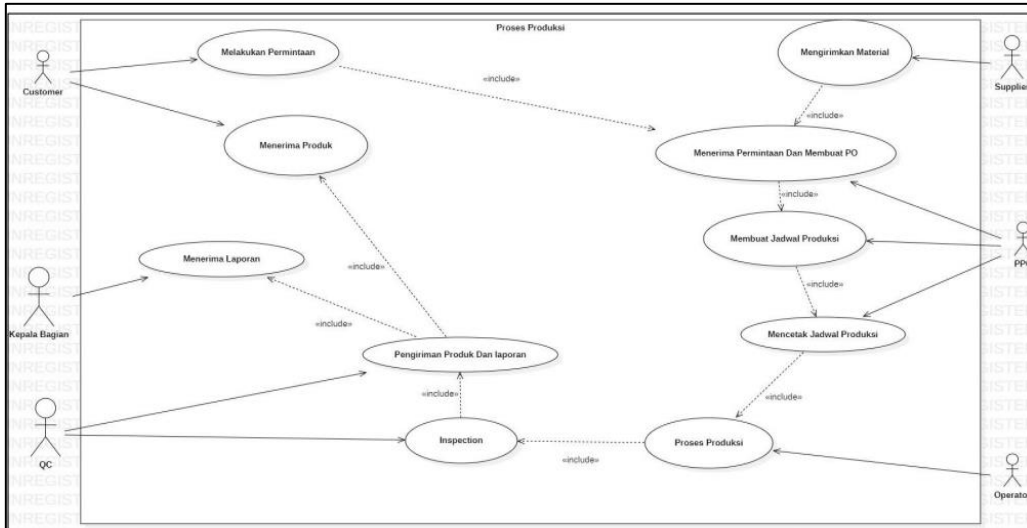 Proses Produksi
Melakukan Permintaan
Mengirimkan Material
Customer
Supplier
«include»
«include»
Menerima Produk
Menerima Permintaan Dan Membuat PO
«include»
Membuat Jadwal Produksi
Menerima Laporan
«include»
«include»
«include»
Kepala Bagian
Mencetak Jadwal Produksi
Pengiriman Produk Dan laporan
«include»
«include»
Inspection
Proses Produksi
«include»
QC
Operator